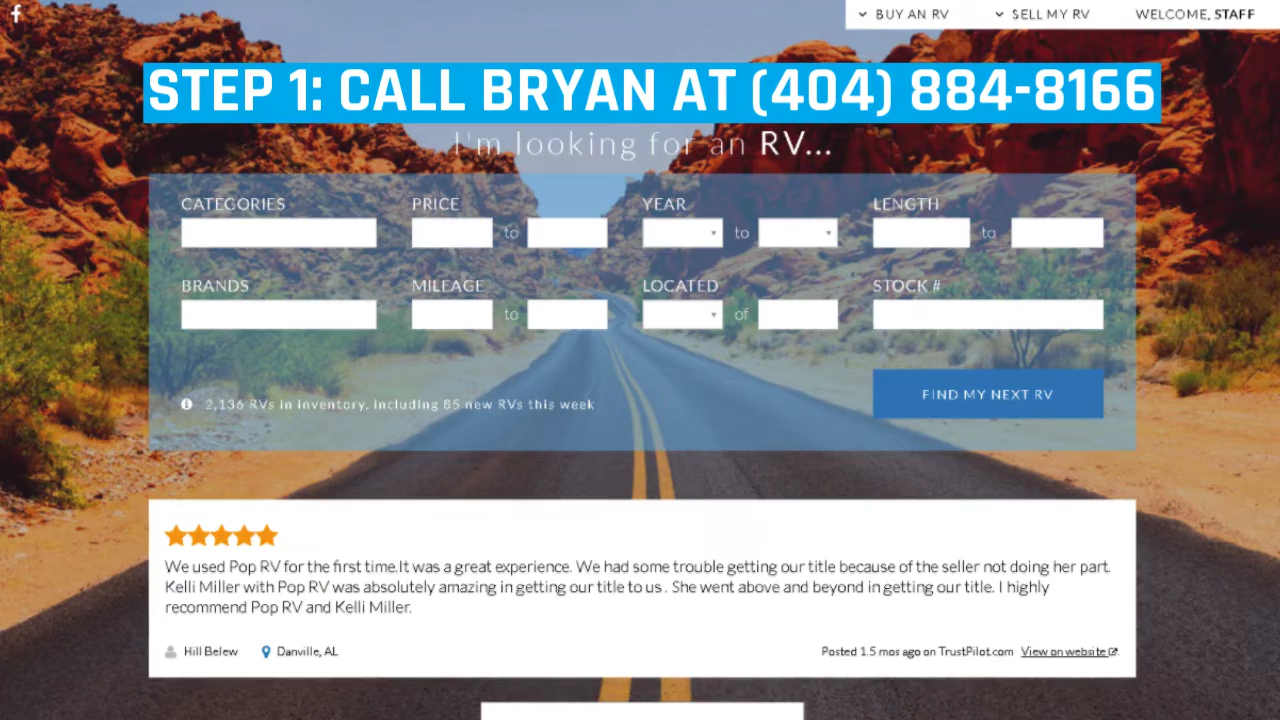 BUY AN RV SELL MY RV WELCOME, STAFF
STEP 1: CALL BRYAN AT (404) 884-8166
I'm looking for an RV...
CATEGORIES PRICE YEAR LENGTH
to to to
BRANDS MILEAGE LOCATED STOCK #
to of
FIND MY NEXT RV
2,136 RVs in inventory, including 85 new RVs this week
We used Pop RV for the first time.It was a great experience. We had some trouble getting our title because of the seller not doing her part.
Kelli Miller with Pop RV was absolutely amazing in getting our title to us . She went above and beyond in getting our title. I highly
recommend Pop RV and Kelli Miller.
Hill Belew Danville, AL Posted 1.5 mos ago on TrustPilot.com View on website